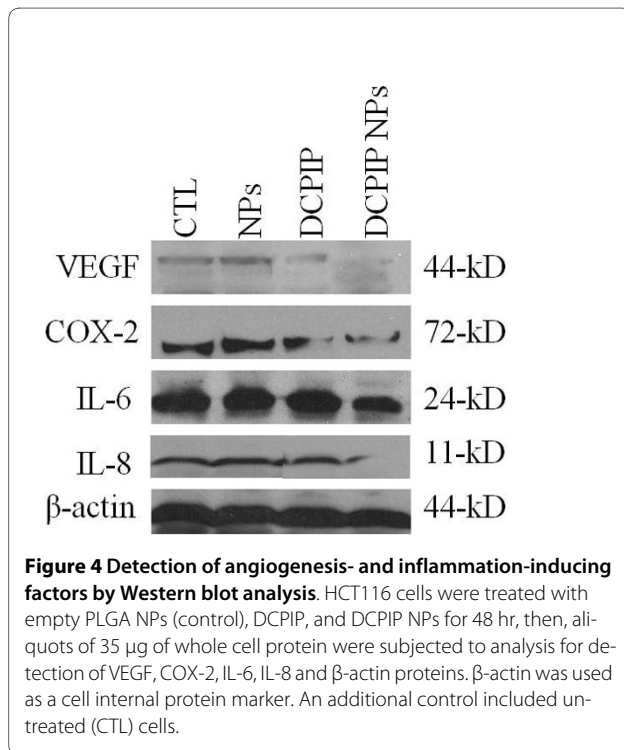 CTL
NPs
DCPIP
DCPIP NPs
VEGF 44-kD
COX-2 72-kD
IL-6 24-kD
IL-8 11-kD
β-actin 44-kD
Figure 4 Detection of angiogenesis- and inflammation-inducing
factors by Western blot analysis. HCT116 cells were treated with
empty PLGA NPs (control), DCPIP, and DCPIP NPs for 48 hr, then, ali-
quots of 35 μg of whole cell protein were subjected to analysis for de-
tection of VEGF, COX-2, IL-6, IL-8 and β-actin proteins. β-actin was used
as a cell internal protein marker. An additional control included un-
treated (CTL) cells.